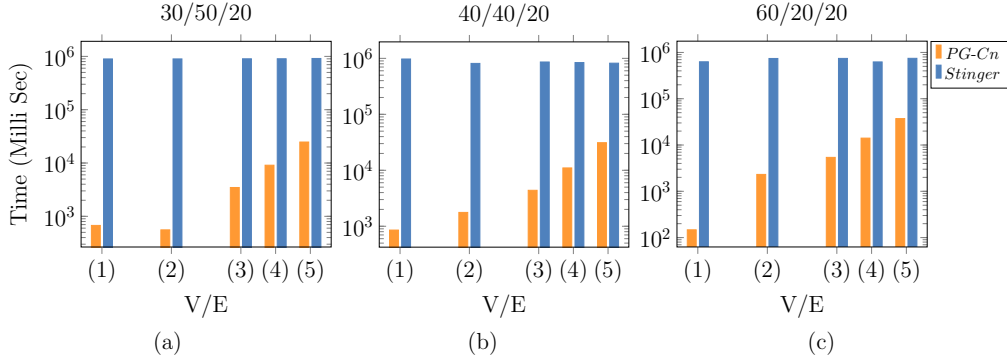 30/50/20
40/40/20
60/20/20
PG-Cn
Stinger
Time (Milli Sec)
10^6
10^5
10^4
10^3
(1) (2) (3) (4) (5)
V/E
(a)
10^6
10^5
10^4
10^3
(1) (2) (3) (4) (5)
V/E
(b)
10^6
10^5
10^4
10^3
10^2
(1) (2) (3) (4) (5)
V/E
(c)